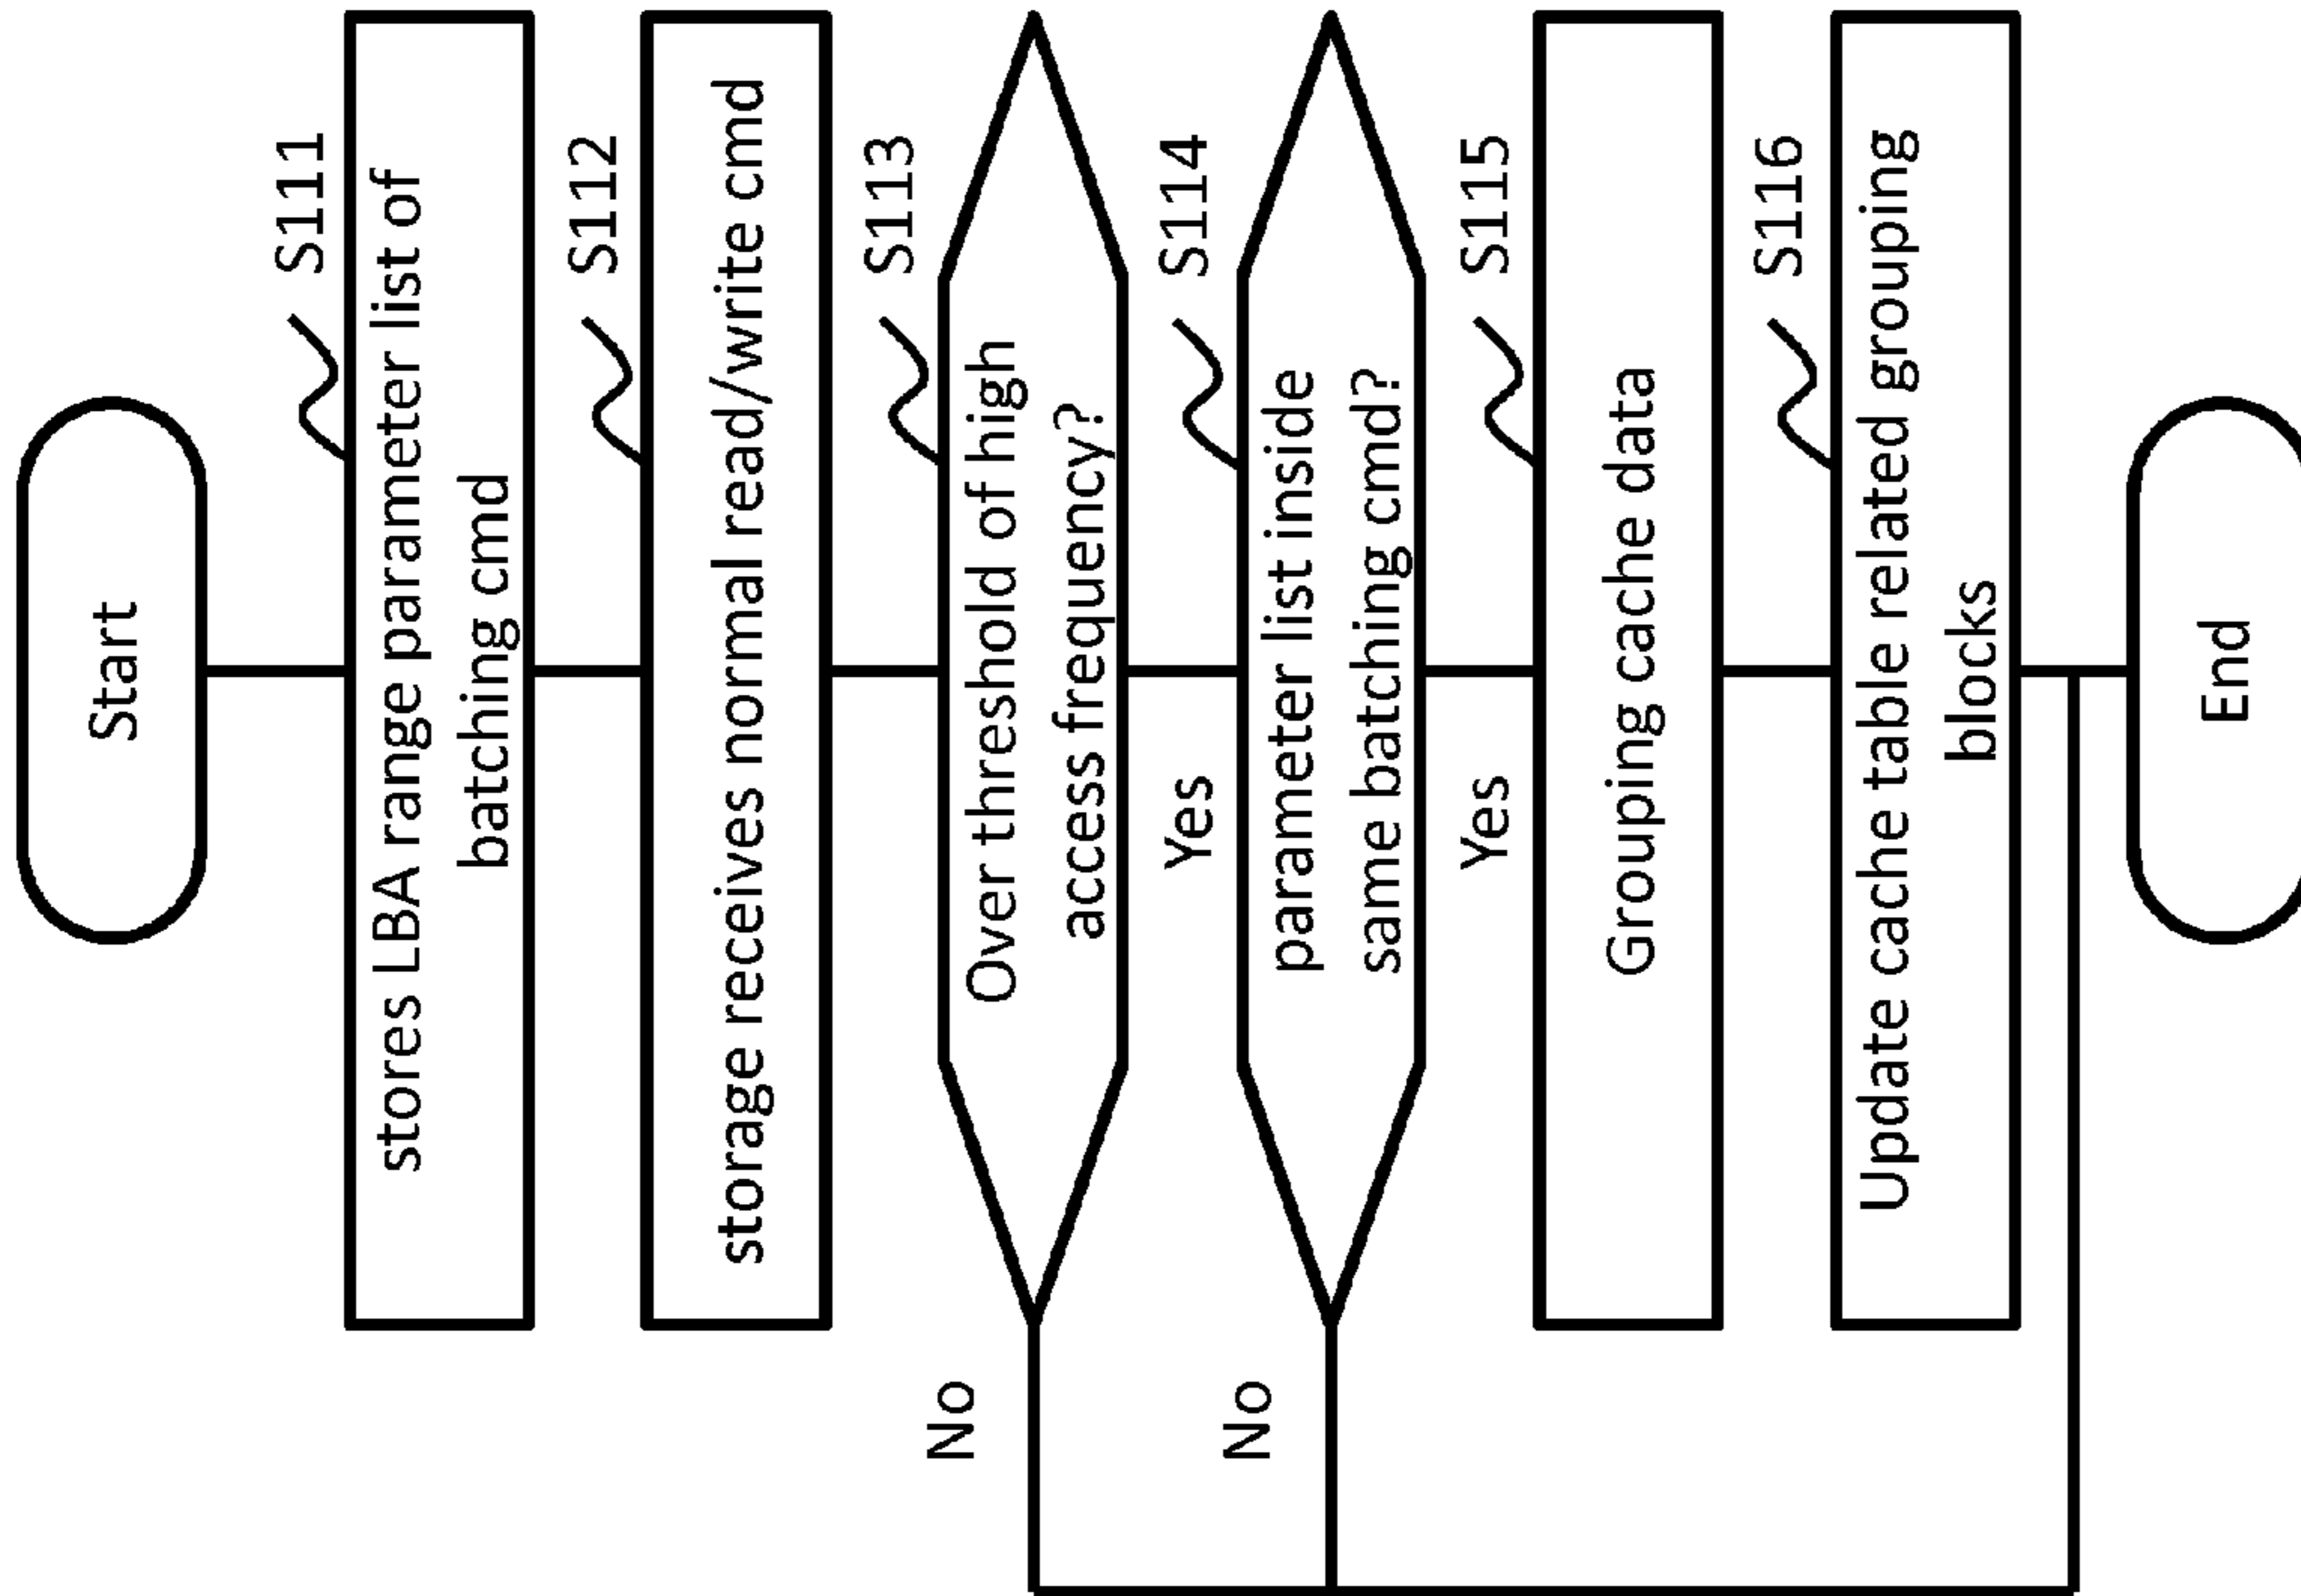 Start
S111
stores LBA range parameter list of
batching cmd
S112
storage receives normal read/write cmd
S113
Over threshold of high
access frequency?
No
Yes
S114
parameter list inside
same batching cmd?
No
Yes
S115
Grouping cache data
S116
Update cache table related grouping
blocks
End